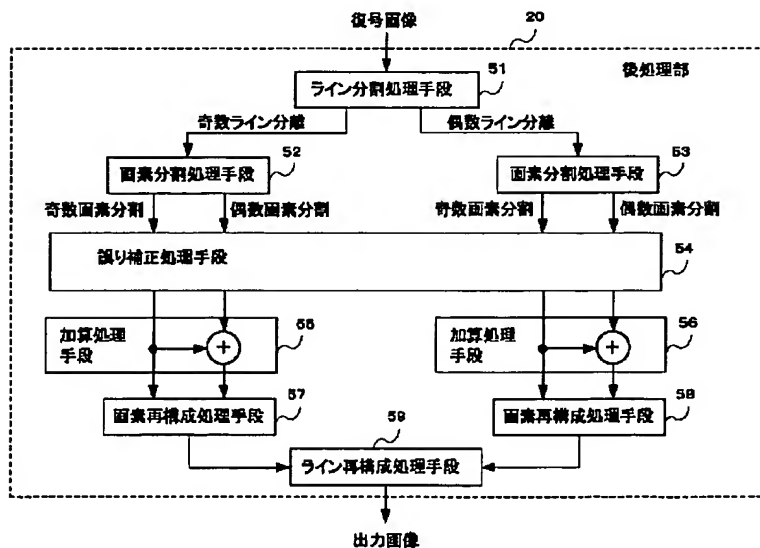 復号画像
20
後処理部
51
ライン分割処理手段
奇数ライン分離
偶数ライン分離
52
53
画素分割処理手段
画素分割処理手段
奇数画素分割
偶数画素分割
奇数画素分割
偶数画素分割
誤り補正処理手段
54
55
56
加算処理
手段
加算処理
手段
57
58
画素再構成処理手段
画素再構成処理手段
59
ライン再構成処理手段
出力画像